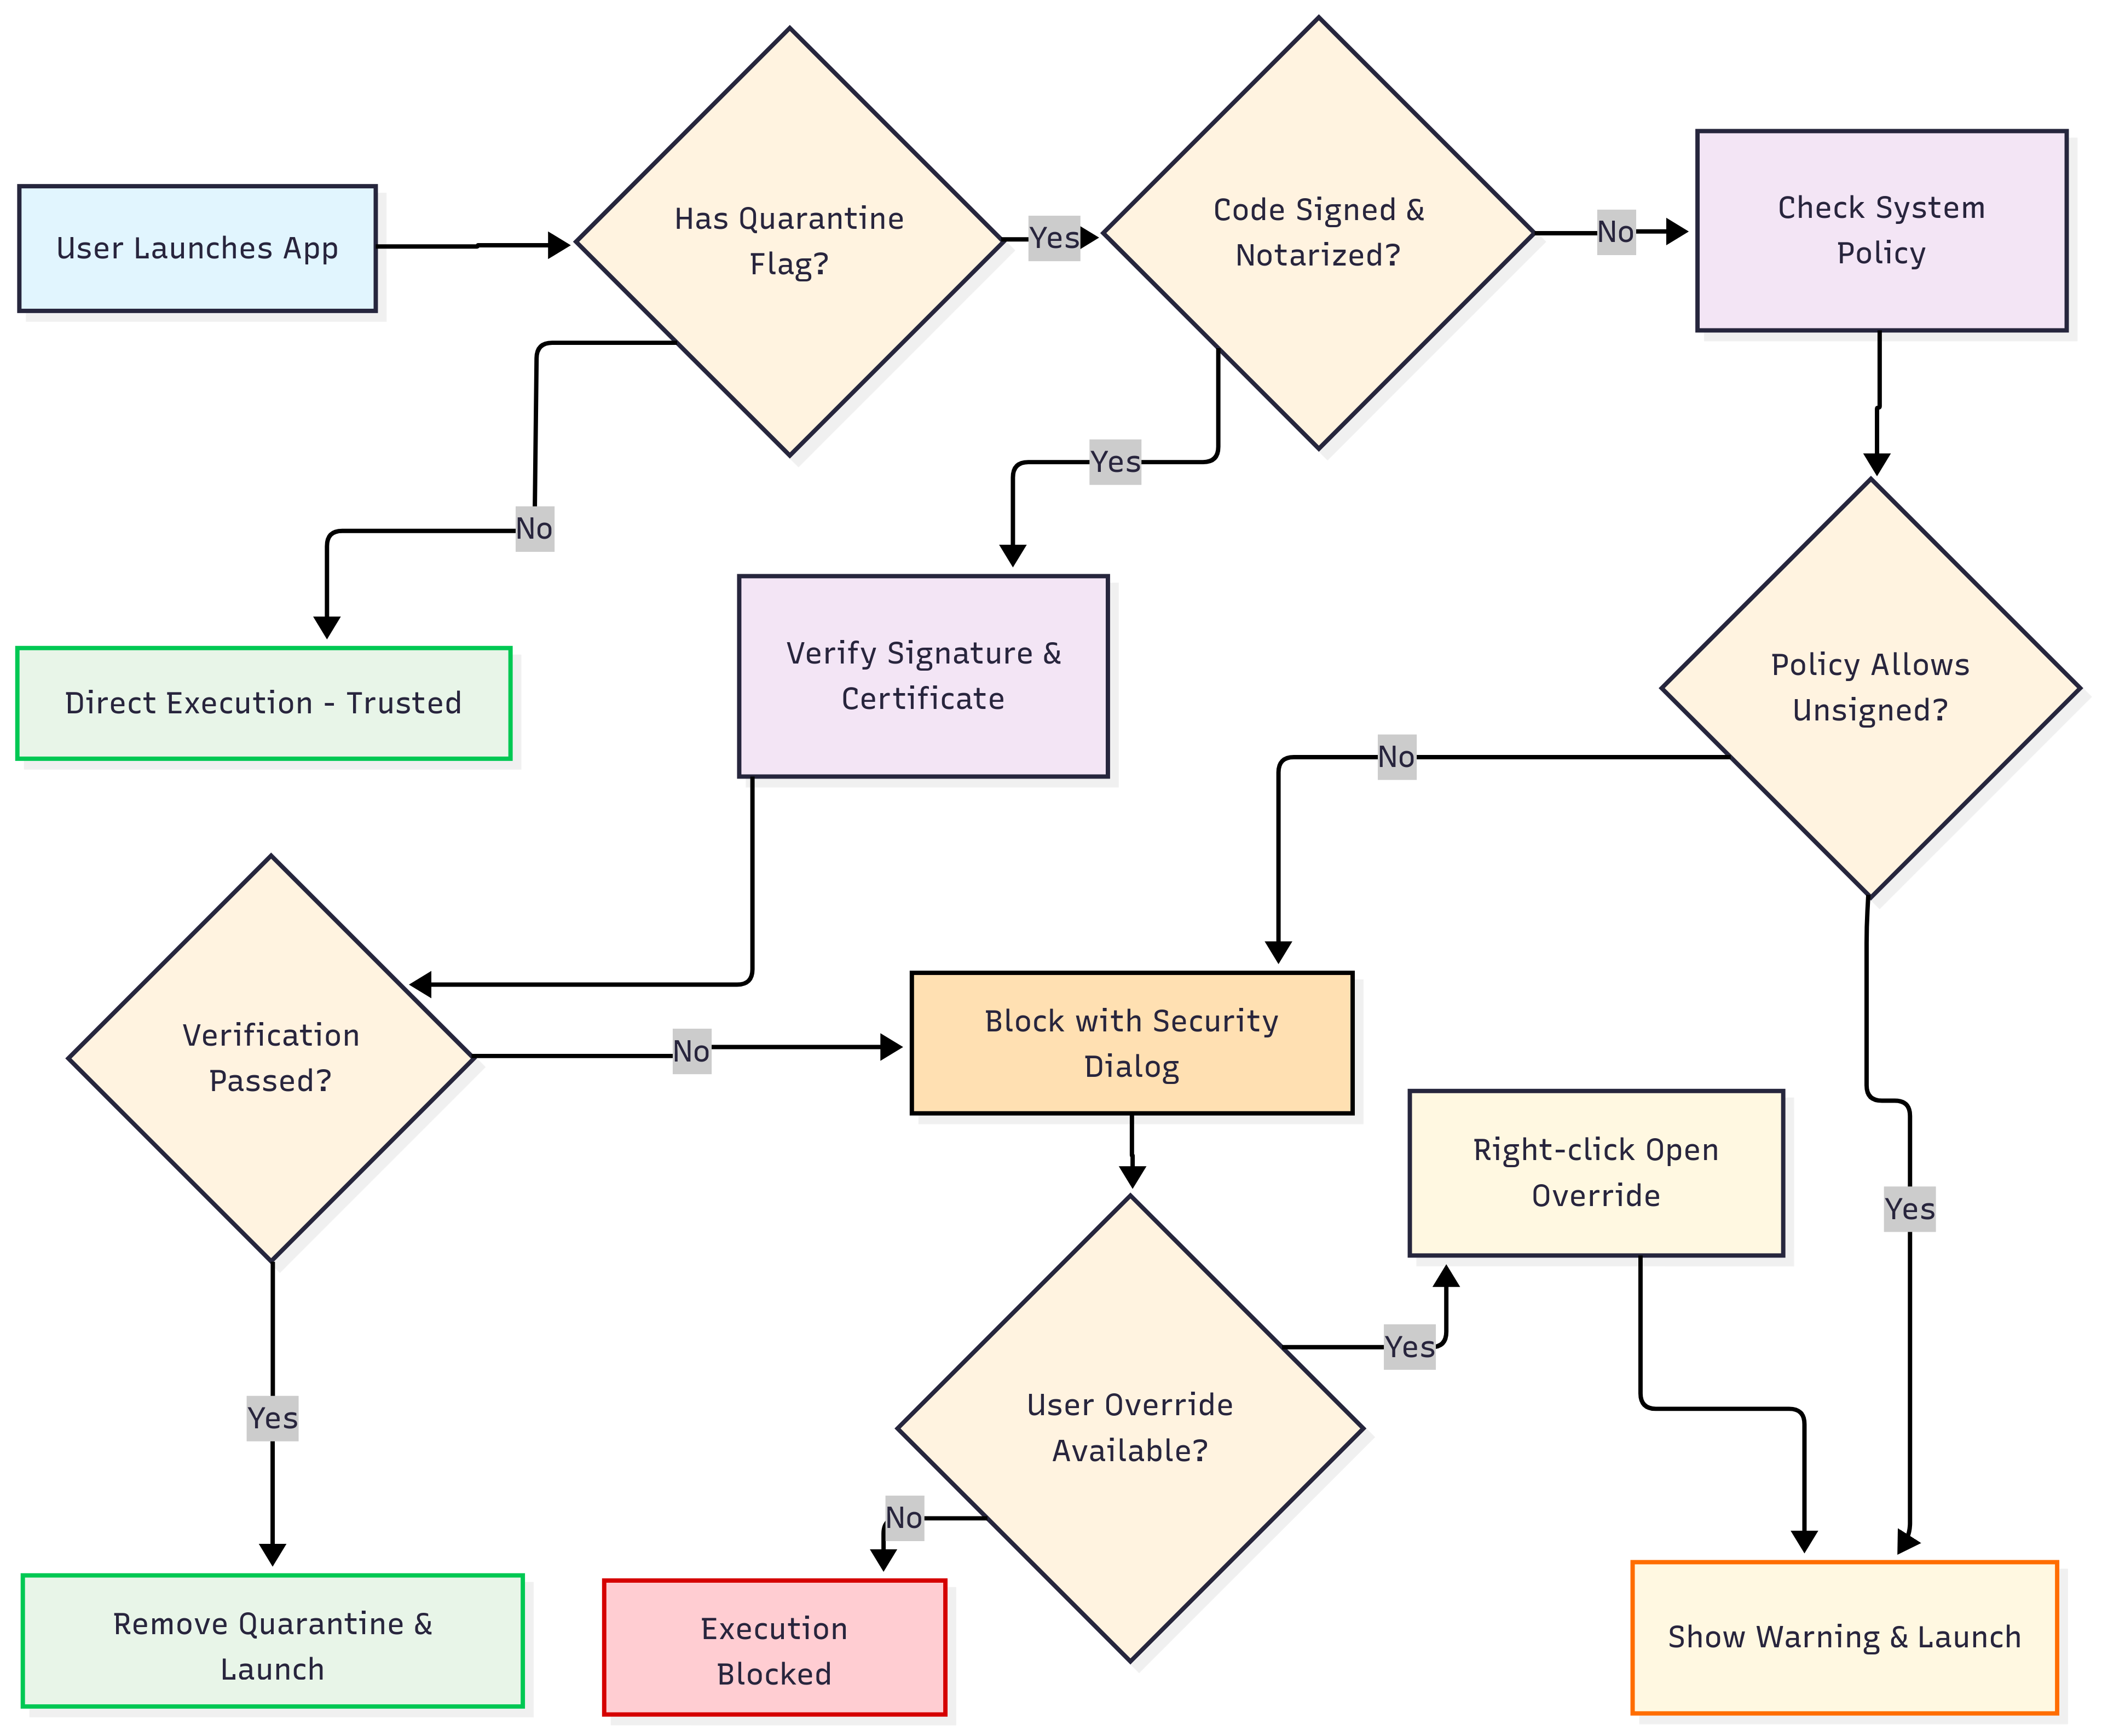 User Launches App
Has Quarantine
Flag?
Yes
Code Signed &
Notarized?
No
Check System
Policy
No
Yes
Direct Execution - Trusted
Verify Signature &
Certificate
Policy Allows
Unsigned?
No
Verification
Passed?
No
Block with Security
Dialog
Right-click Open
Override
Yes
Yes
User Override
Available?
Yes
No
Remove Quarantine &
Launch
Execution
Blocked
Show Warning & Launch